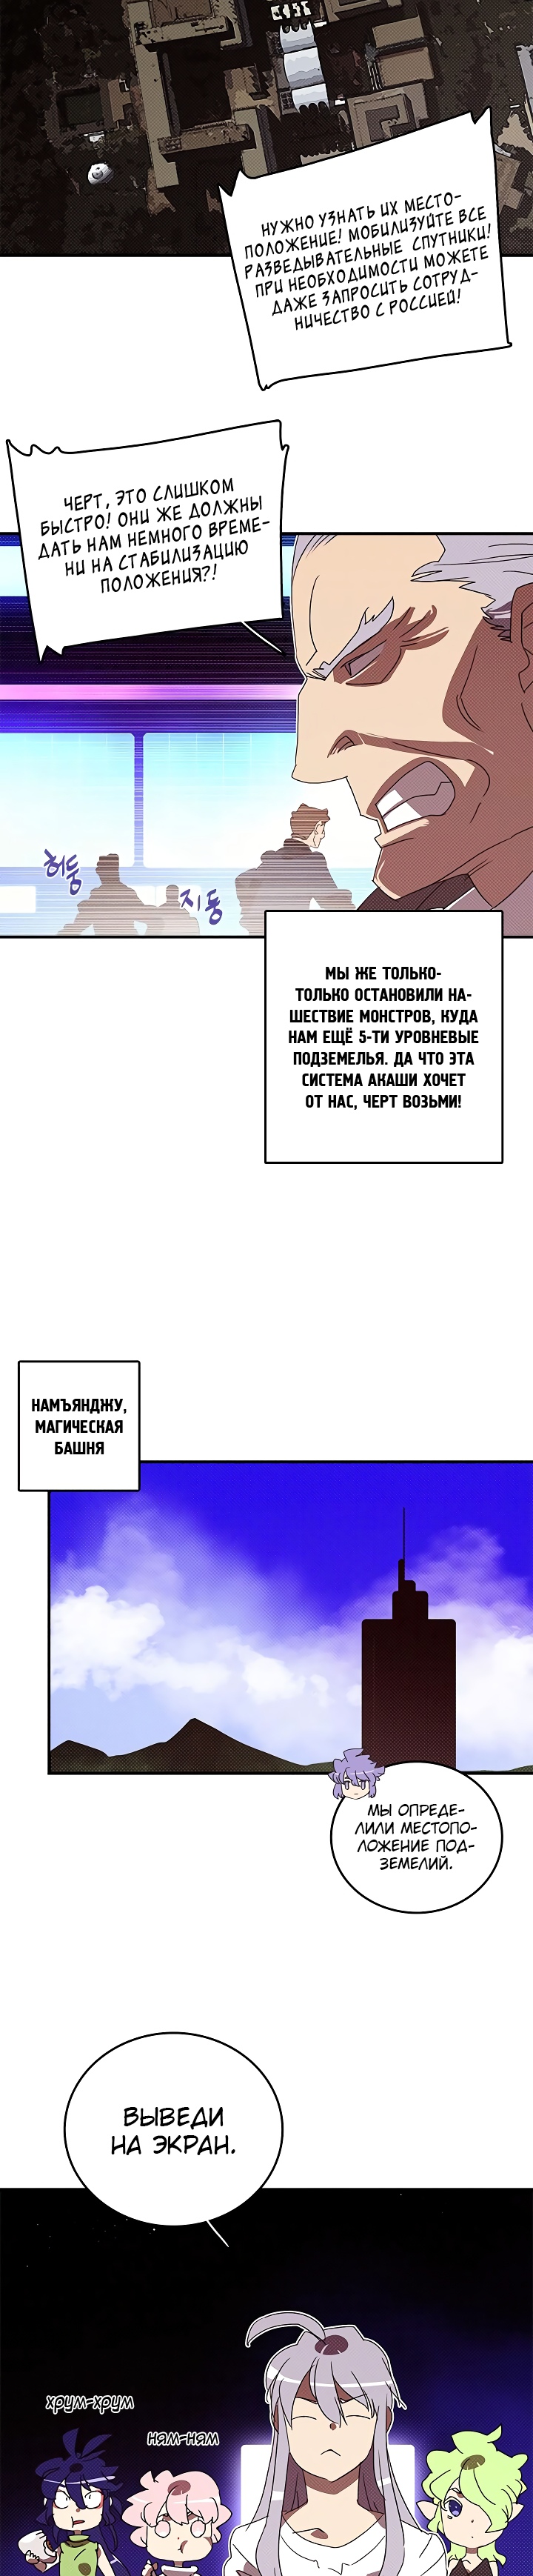 НУЖНО УЗНАТЬ ИХ МЕСТО-
ПОЛОЖЕНИЕ! МОБИЛИЗУЙТЕ ВСЕ
РАЗВЕДЫВАТЕЛЬНЫЕ СПУТНИКИ!
ПРИ НЕОБХОДИМОСТИ МОЖЕТЕ
ДАЖЕ ЗАПРОСИТЬ СОТРУД-
НИЧЕСТВО С РОССИЕЙ!
ЧЕРТ, ЭТО СЛИШКОМ
БЫСТРО! ОНИ ЖЕ ДОЛЖНЫ
ДАТЬ НАМ НЕМНОГО ВРЕМЕ-
НИ НА СТАБИЛИЗАЦИЮ
ПОЛОЖЕНИЯ?!
허둥
지둥
МЫ ЖЕ ТОЛЬКО-
ТОЛЬКО ОСТАНОВИЛИ НА-
ШЕСТВИЕ МОНСТРОВ, КУДА
НАМ ЕЩЁ 5-ТИ УРОВНЕВЫЕ
ПОДЗЕМЕЛЬЯ. ДА ЧТО ЭТА
СИСТЕМА АКАШИ ХОЧЕТ
ОТ НАС, ЧЕРТ ВОЗЬМИ!
НАМЪЯНДЖУ,
МАГИЧЕСКАЯ
БАШНЯ
МЫ ОПРЕДЕ-
ЛИЛИ МЕСТОПО-
ЛОЖЕНИЕ ПОД-
ЗЕМЕЛИЙ.
ВЫВЕДИ
НА ЭКРАН.
хрум-хрум
ням-ням